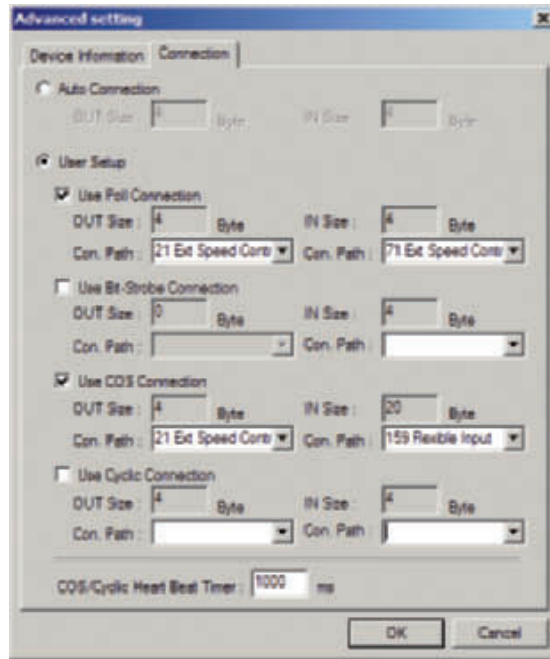 Advanced setting
Device Information Connection
Auto Connection
OUT Size : 4 Byte IN Size : 4 Byte
User Setup
Use Poll Connection
OUT Size : 4 Byte IN Size : 4 Byte
Con. Path : 21 Ext Speed Contr Con. Path : 71 Ext Speed Contr
Use Bit-Strobe Connection
OUT Size : 0 Byte IN Size : 4 Byte
Con. Path : Con. Path :
Use COS Connection
OUT Size : 4 Byte IN Size : 20 Byte
Con. Path : 21 Ext Speed Contr Con. Path : 159 Flexible Input
Use Cyclic Connection
OUT Size : 4 Byte IN Size : 4 Byte
Con. Path : Con. Path :
COS/Cyclic Heart Beat Timer : 1000 ms
OK Cancel